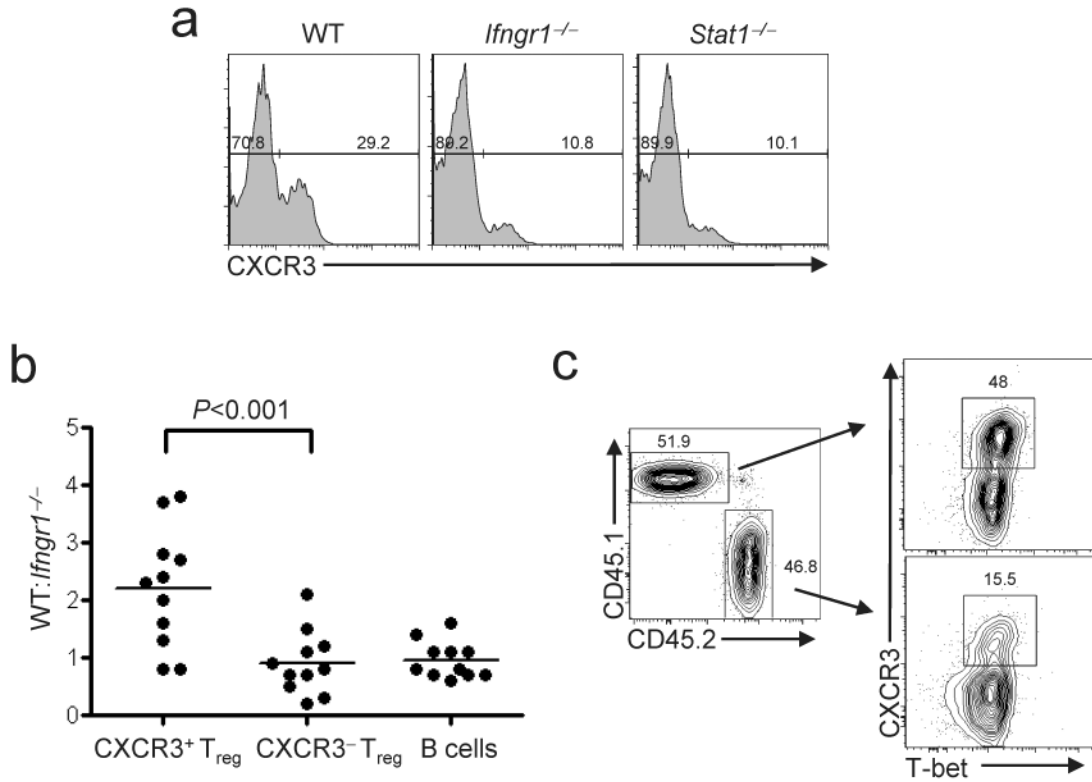 a
WT
Ifngr1–/–
Stat1–/–
70.8
29.2
89.2
10.8
89.9
10.1
CXCR3
b
P<0.001
5
4
3
2
1
0
WT:Ifngr1–/–
CXCR3+ Treg
CXCR3– Treg
B cells
c
51.9
46.8
CD45.1
CD45.2
48
15.5
CXCR3
T-bet